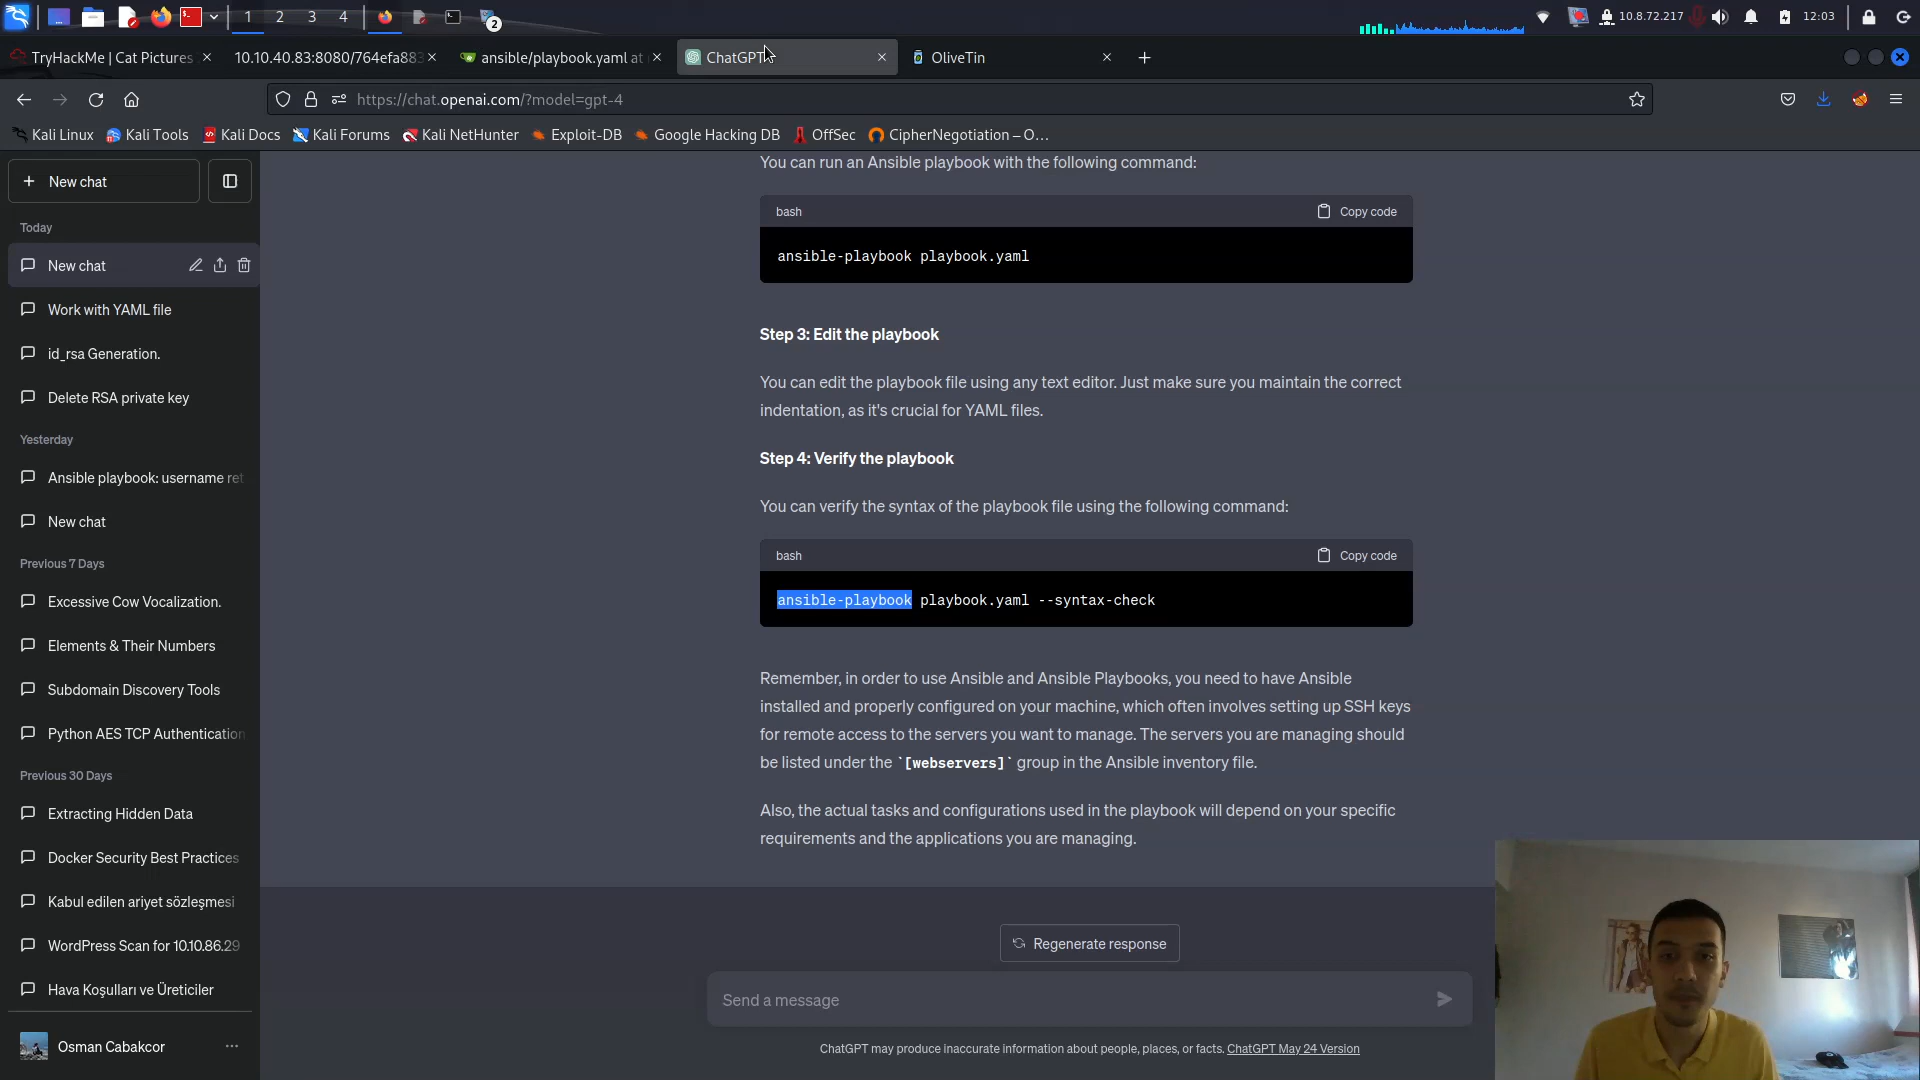 1
2
3
4
2
10.8.72.217
12:03
TryHackMe | Cat Pictures
10.10.40.83:8080/764efa883
ansible/playbook.yaml at
ChatGPT
OliveTin
https://chat.openai.com/?model=gpt-4
Kali Linux
Kali Tools
Kali Docs
Kali Forums
Kali NetHunter
Exploit-DB
Google Hacking DB
OffSec
CipherNegotiation – O…
New chat
Today
New chat
Work with YAML file
id_rsa Generation.
Delete RSA private key
Yesterday
Ansible playbook: username ret
New chat
Previous 7 Days
Excessive Cow Vocalization.
Elements & Their Numbers
Subdomain Discovery Tools
Python AES TCP Authentication
Previous 30 Days
Extracting Hidden Data
Docker Security Best Practices
Kabul edilen ariyet sözleşmesi
WordPress Scan for 10.10.86.29
Hava Koşulları ve Üreticiler
Osman Cabakcor
You can run an Ansible playbook with the following command:
bash
Copy code
ansible-playbook playbook.yaml
Step 3: Edit the playbook
You can edit the playbook file using any text editor. Just make sure you maintain the correct
indentation, as it's crucial for YAML files.
Step 4: Verify the playbook
You can verify the syntax of the playbook file using the following command:
bash
Copy code
ansible-playbook playbook.yaml --syntax-check
Remember, in order to use Ansible and Ansible Playbooks, you need to have Ansible
installed and properly configured on your machine, which often involves setting up SSH keys
for remote access to the servers you want to manage. The servers you are managing should
be listed under the `[webservers]` group in the Ansible inventory file.
Also, the actual tasks and configurations used in the playbook will depend on your specific
requirements and the applications you are managing.
Regenerate response
Send a message
ChatGPT may produce inaccurate information about people, places, or facts. ChatGPT May 24 Version